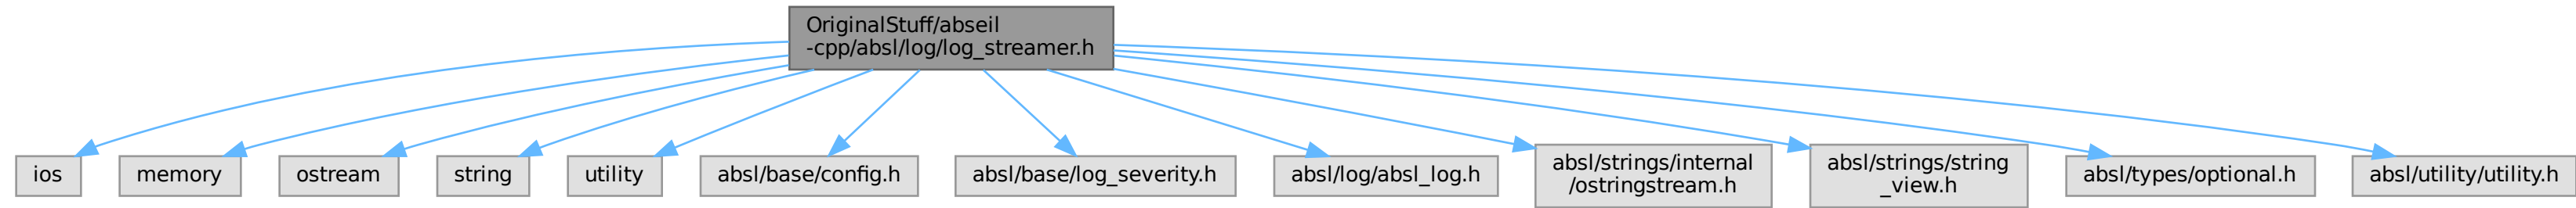 OriginalStuff/abseil
-cpp/absl/log/log_streamer.h
ios
memory
ostream
string
utility
absl/base/config.h
absl/base/log_severity.h
absl/log/absl_log.h
absl/strings/internal
/ostringstream.h
absl/strings/string
_view.h
absl/types/optional.h
absl/utility/utility.h